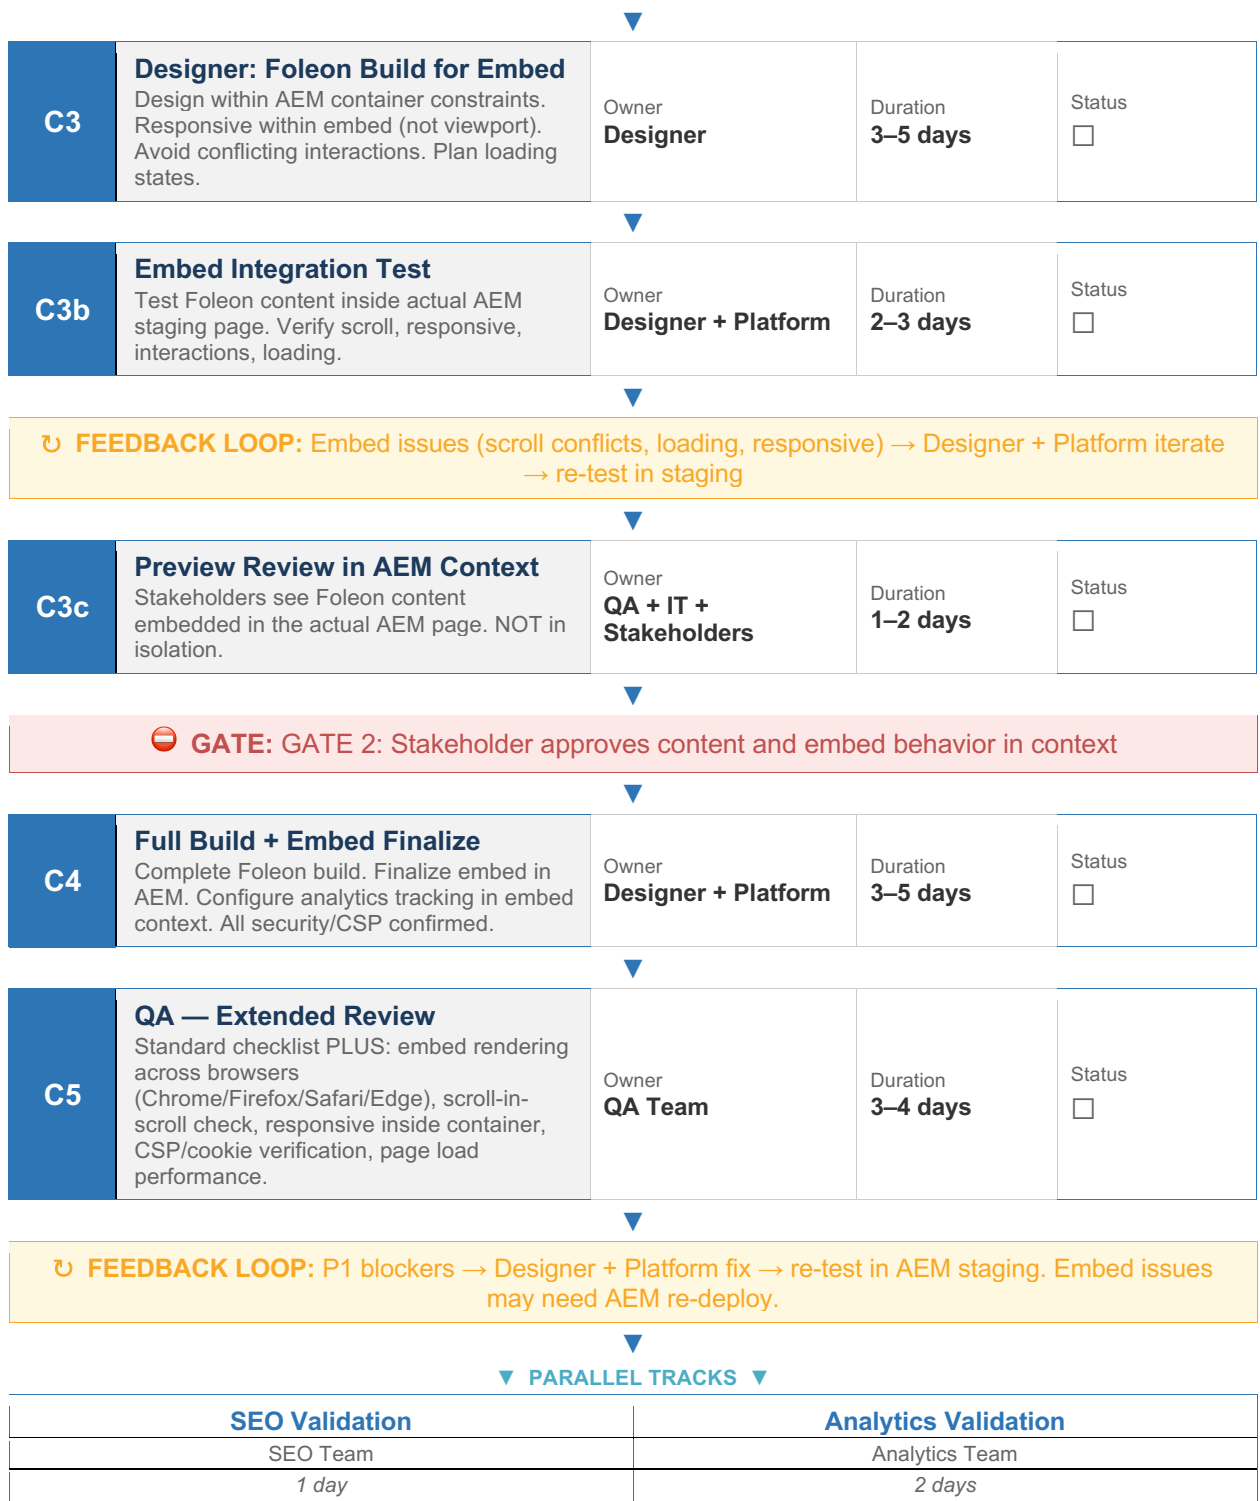 ▼
C3
Designer: Foleon Build for Embed
Design within AEM container constraints.
Responsive within embed (not viewport).
Avoid conflicting interactions. Plan loading
states.
Owner
Designer
Duration
3–5 days
Status
☐
▼
C3b
Embed Integration Test
Test Foleon content inside actual AEM
staging page. Verify scroll, responsive,
interactions, loading.
Owner
Designer + Platform
Duration
2–3 days
Status
☐
▼
↻ FEEDBACK LOOP: Embed issues (scroll conflicts, loading, responsive) → Designer + Platform iterate
→ re-test in staging
▼
C3c
Preview Review in AEM Context
Stakeholders see Foleon content
embedded in the actual AEM page. NOT in
isolation.
Owner
QA + IT +
Stakeholders
Duration
1–2 days
Status
☐
▼
⛔ GATE: GATE 2: Stakeholder approves content and embed behavior in context
▼
C4
Full Build + Embed Finalize
Complete Foleon build. Finalize embed in
AEM. Configure analytics tracking in embed
context. All security/CSP confirmed.
Owner
Designer + Platform
Duration
3–5 days
Status
☐
▼
C5
QA — Extended Review
Standard checklist PLUS: embed rendering
across browsers
(Chrome/Firefox/Safari/Edge), scroll-in-
scroll check, responsive inside container,
CSP/cookie verification, page load
performance.
Owner
QA Team
Duration
3–4 days
Status
☐
▼
↻ FEEDBACK LOOP: P1 blockers → Designer + Platform fix → re-test in AEM staging. Embed issues
may need AEM re-deploy.
▼
▼ PARALLEL TRACKS ▼
SEO Validation
Analytics Validation
SEO Team
Analytics Team
1 day
2 days